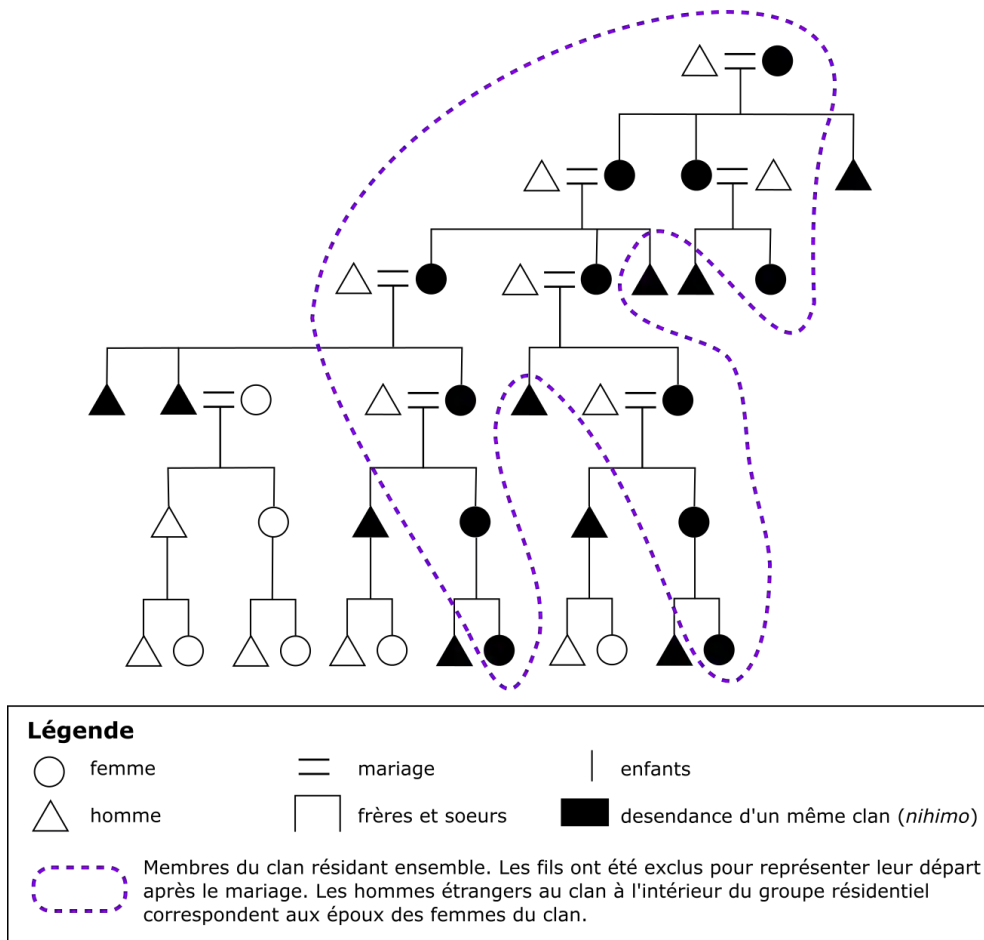 Légende
femme
mariage
enfants
homme
frères et soeurs
desendance d'un même clan (nihimo)
Membres du clan résidant ensemble. Les fils ont été exclus pour représenter leur départ
après le mariage. Les hommes étrangers au clan à l'intérieur du groupe résidentiel
correspondent aux époux des femmes du clan.